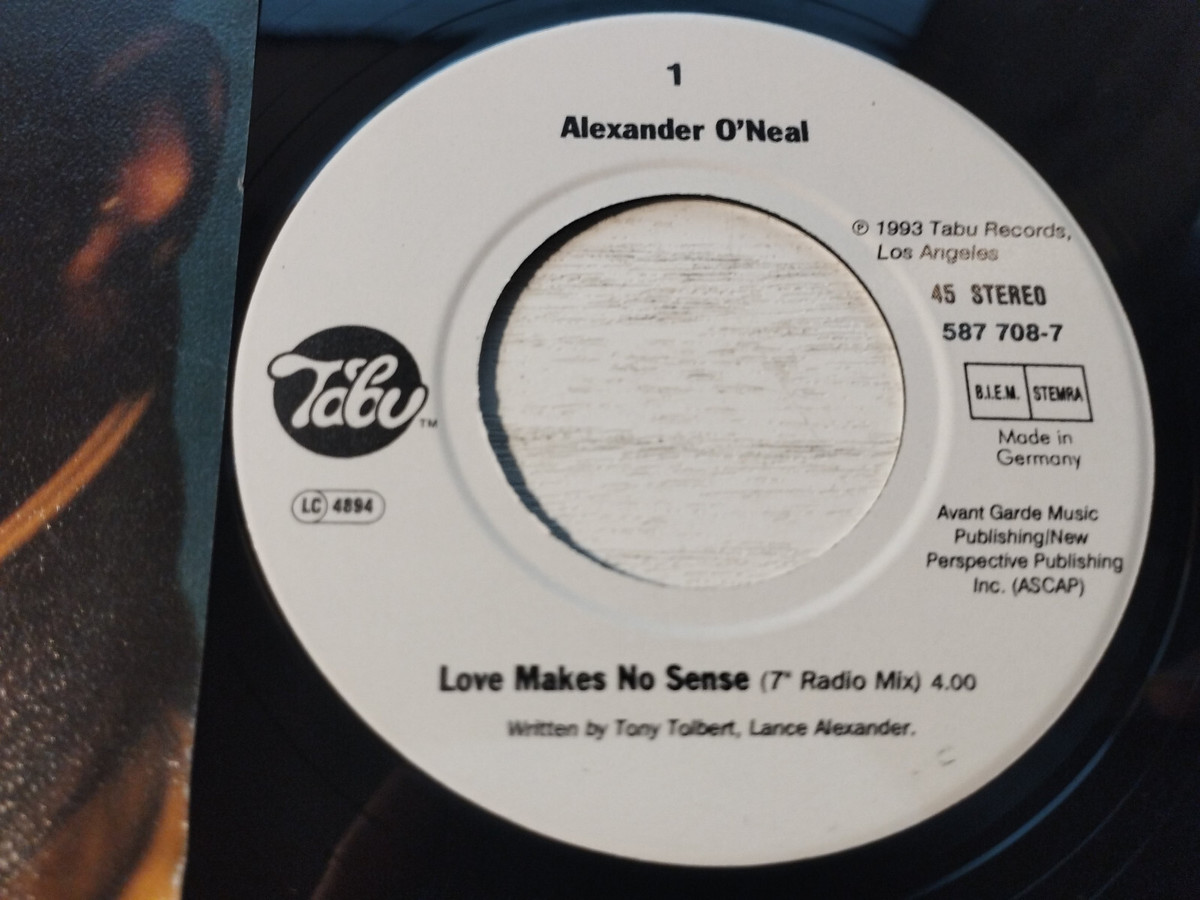 1
Alexander O'Neal
℗ 1993 Tabu Records,
Los Angeles
45 STEREO
587 708-7
B.I.E.M. STEMRA
Made in
Germany
Tabu TM
LC 4894
Avant Garde Music
Publishing/New
Perspective Publishing
Inc. (ASCAP)
Love Makes No Sense (7" Radio Mix) 4.00
Written by Tony Tolbert, Lance Alexander.